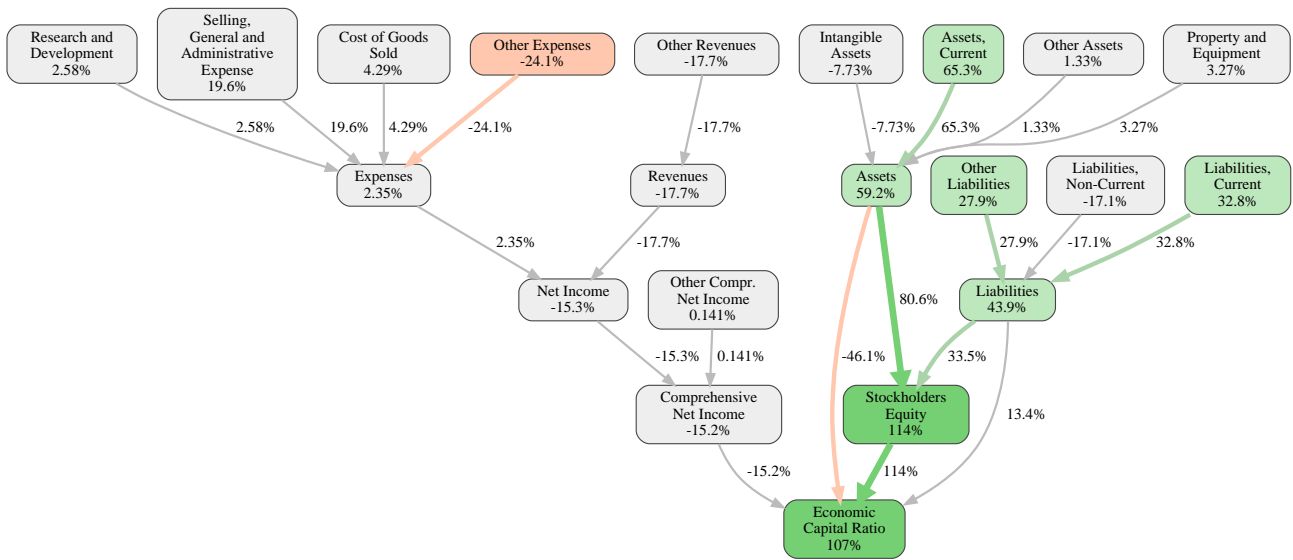 Research and
Development
2.58%
Selling,
General and
Administrative
Expense
19.6%
Cost of Goods
Sold
4.29%
Other Expenses
-24.1%
Other Revenues
-17.7%
Intangible
Assets
-7.73%
Assets,
Current
65.3%
Other Assets
1.33%
Property and
Equipment
3.27%
2.58%
19.6%
4.29%
-24.1%
-17.7%
-7.73%
65.3%
1.33%
3.27%
Expenses
2.35%
Revenues
-17.7%
Assets
59.2%
Other
Liabilities
27.9%
Liabilities,
Non-Current
-17.1%
Liabilities,
Current
32.8%
2.35%
-17.7%
27.9%
-17.1%
32.8%
Net Income
-15.3%
Other Compr.
Net Income
0.141%
80.6%
Liabilities
43.9%
-15.3%
0.141%
-46.1%
33.5%
Comprehensive
Net Income
-15.2%
Stockholders
Equity
114%
13.4%
-15.2%
114%
Economic
Capital Ratio
107%